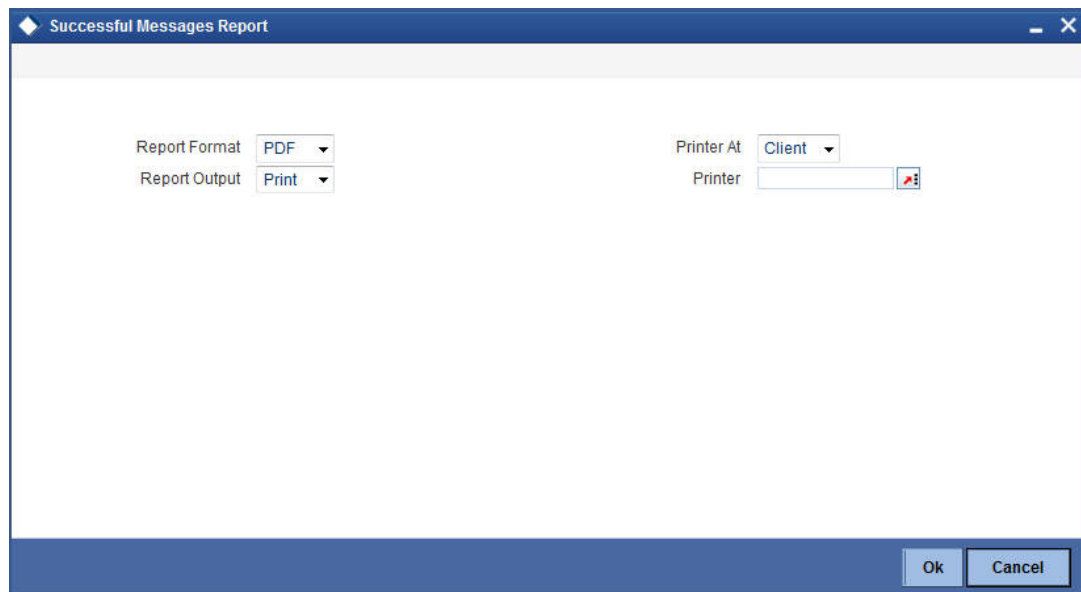 Successful Messages Report
Report Format PDF Printer At Client
Report Output Print Printer
Ok Cancel